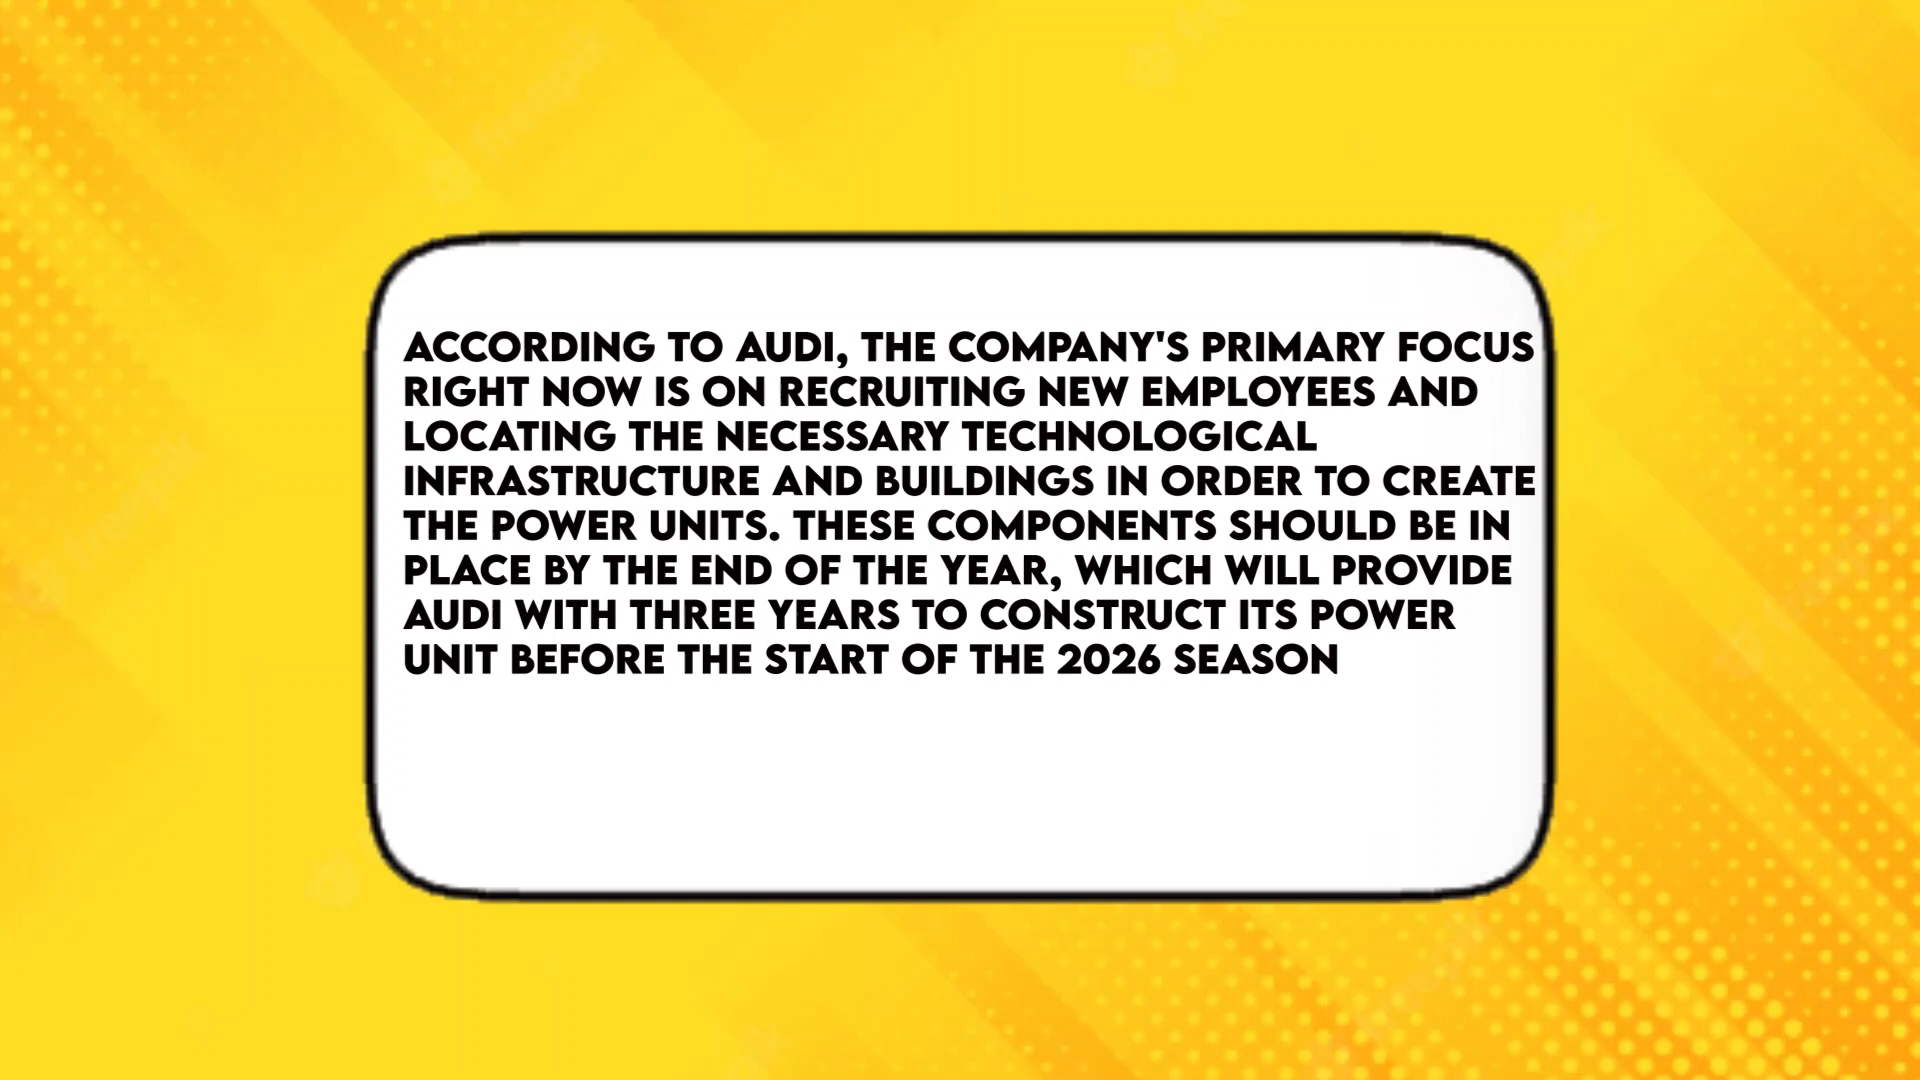 ACCORDING TO AUDI, THE COMPANY'S PRIMARY FOCUS
RIGHT NOW IS ON RECRUITING NEW EMPLOYEES AND
LOCATING THE NECESSARY TECHNOLOGICAL
INFRASTRUCTURE AND BUILDINGS IN ORDER TO CREATE
THE POWER UNITS. THESE COMPONENTS SHOULD BE IN
PLACE BY THE END OF THE YEAR, WHICH WILL PROVIDE
AUDI WITH THREE YEARS TO CONSTRUCT ITS POWER
UNIT BEFORE THE START OF THE 2026 SEASON